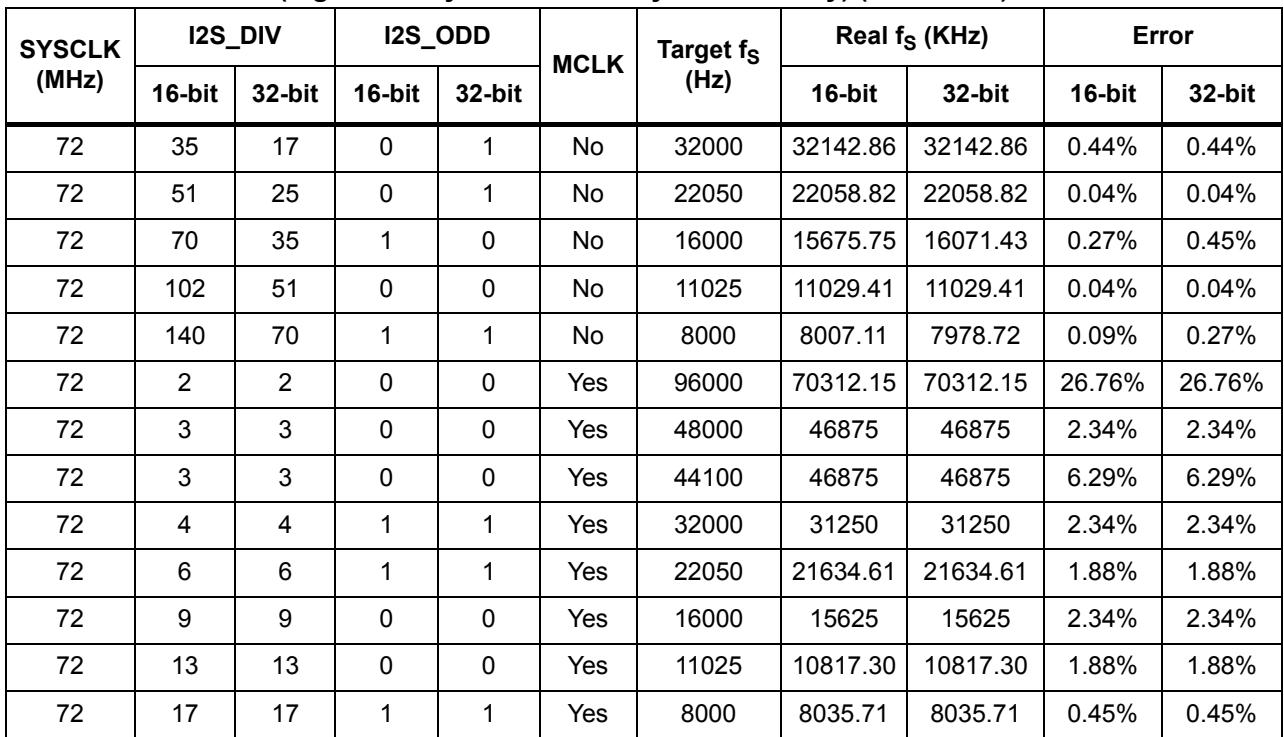 SYSCLK (MHz) I2S_DIV I2S_ODD MCLK Target fS (Hz) Real fS (KHz) Error
16-bit 32-bit 16-bit 32-bit 16-bit 32-bit 16-bit 32-bit
72 35 17 0 1 No 32000 32142.86 32142.86 0.44% 0.44%
72 51 25 0 1 No 22050 22058.82 22058.82 0.04% 0.04%
72 70 35 1 0 No 16000 15675.75 16071.43 0.27% 0.45%
72 102 51 0 0 No 11025 11029.41 11029.41 0.04% 0.04%
72 140 70 1 1 No 8000 8007.11 7978.72 0.09% 0.27%
72 2 2 0 0 Yes 96000 70312.15 70312.15 26.76% 26.76%
72 3 3 0 0 Yes 48000 46875 46875 2.34% 2.34%
72 3 3 0 0 Yes 44100 46875 46875 6.29% 6.29%
72 4 4 1 1 Yes 32000 31250 31250 2.34% 2.34%
72 6 6 1 1 Yes 22050 21634.61 21634.61 1.88% 1.88%
72 9 9 0 0 Yes 16000 15625 15625 2.34% 2.34%
72 13 13 0 0 Yes 11025 10817.30 10817.30 1.88% 1.88%
72 17 17 1 1 Yes 8000 8035.71 8035.71 0.45% 0.45%